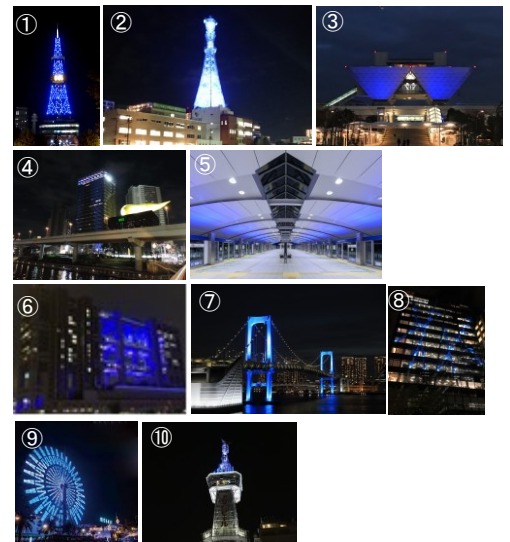 ① ② ③
④ ⑤
⑥ ⑦ ⑧
⑨ ⑩